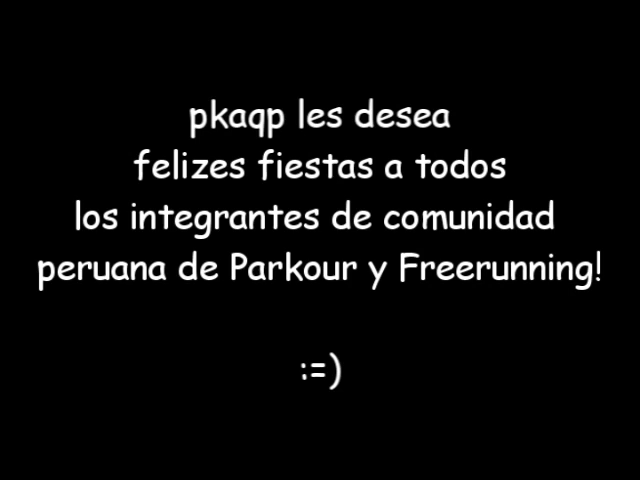 pkaqp les desea
felizes fiestas a todos
los integrantes de comunidad
peruana de Parkour y Freerunning!
:=)